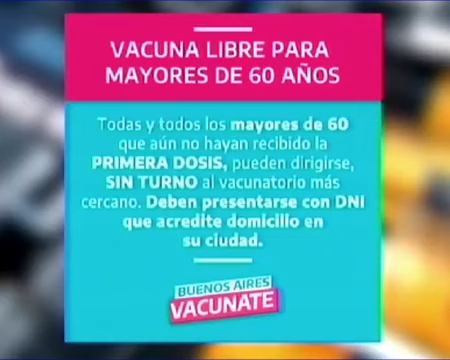 VACUNA LIBRE PARA
MAYORES DE 60 AÑOS
Todas y todos los mayores de 60
que aún no hayan recibido la
PRIMERA DOSIS, pueden dirigirse,
SIN TURNO al vacunatorio más
cercano. Deben presentarse con DNI
que acredite domicilio en
su ciudad.
BUENOS AIRES
VACUNATE